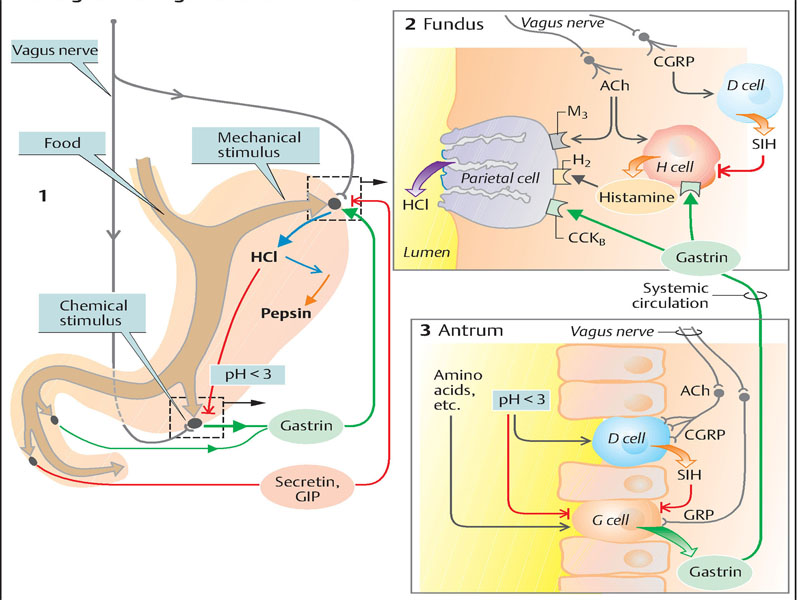 Vagus nerve
Food
Mechanical
stimulus
1
HCl
Pepsin
Chemical
stimulus
pH < 3
Gastrin
Secretin,
GIP
2 Fundus
Vagus nerve
CGRP
D cell
ACh
SIH
M3
H2
H cell
Parietal cell
Histamine
HCl
CCKB
Lumen
Gastrin
Systemic
circulation
3 Antrum
Vagus nerve
Amino
acids,
etc.
pH < 3
ACh
D cell
CGRP
SIH
G cell
GRP
Gastrin